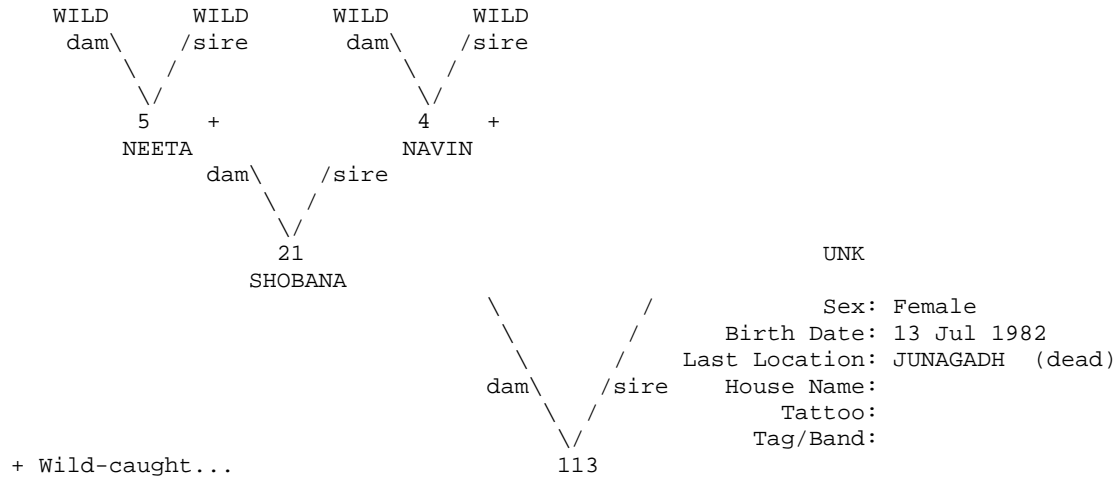 WILD WILD WILD WILD
dam\ /sire dam\ /sire
\ / \ /
\/ \/
5 + 4 +
NEETA NAVIN
dam\ /sire
\ /
\/
21 UNK
SHOBANA
\ / Sex: Female
\ / Birth Date: 13 Jul 1982
\ / Last Location: JUNAGADH (dead)
dam\ /sire House Name:
\ / Tattoo:
\/ Tag/Band:
+ Wild-caught... 113